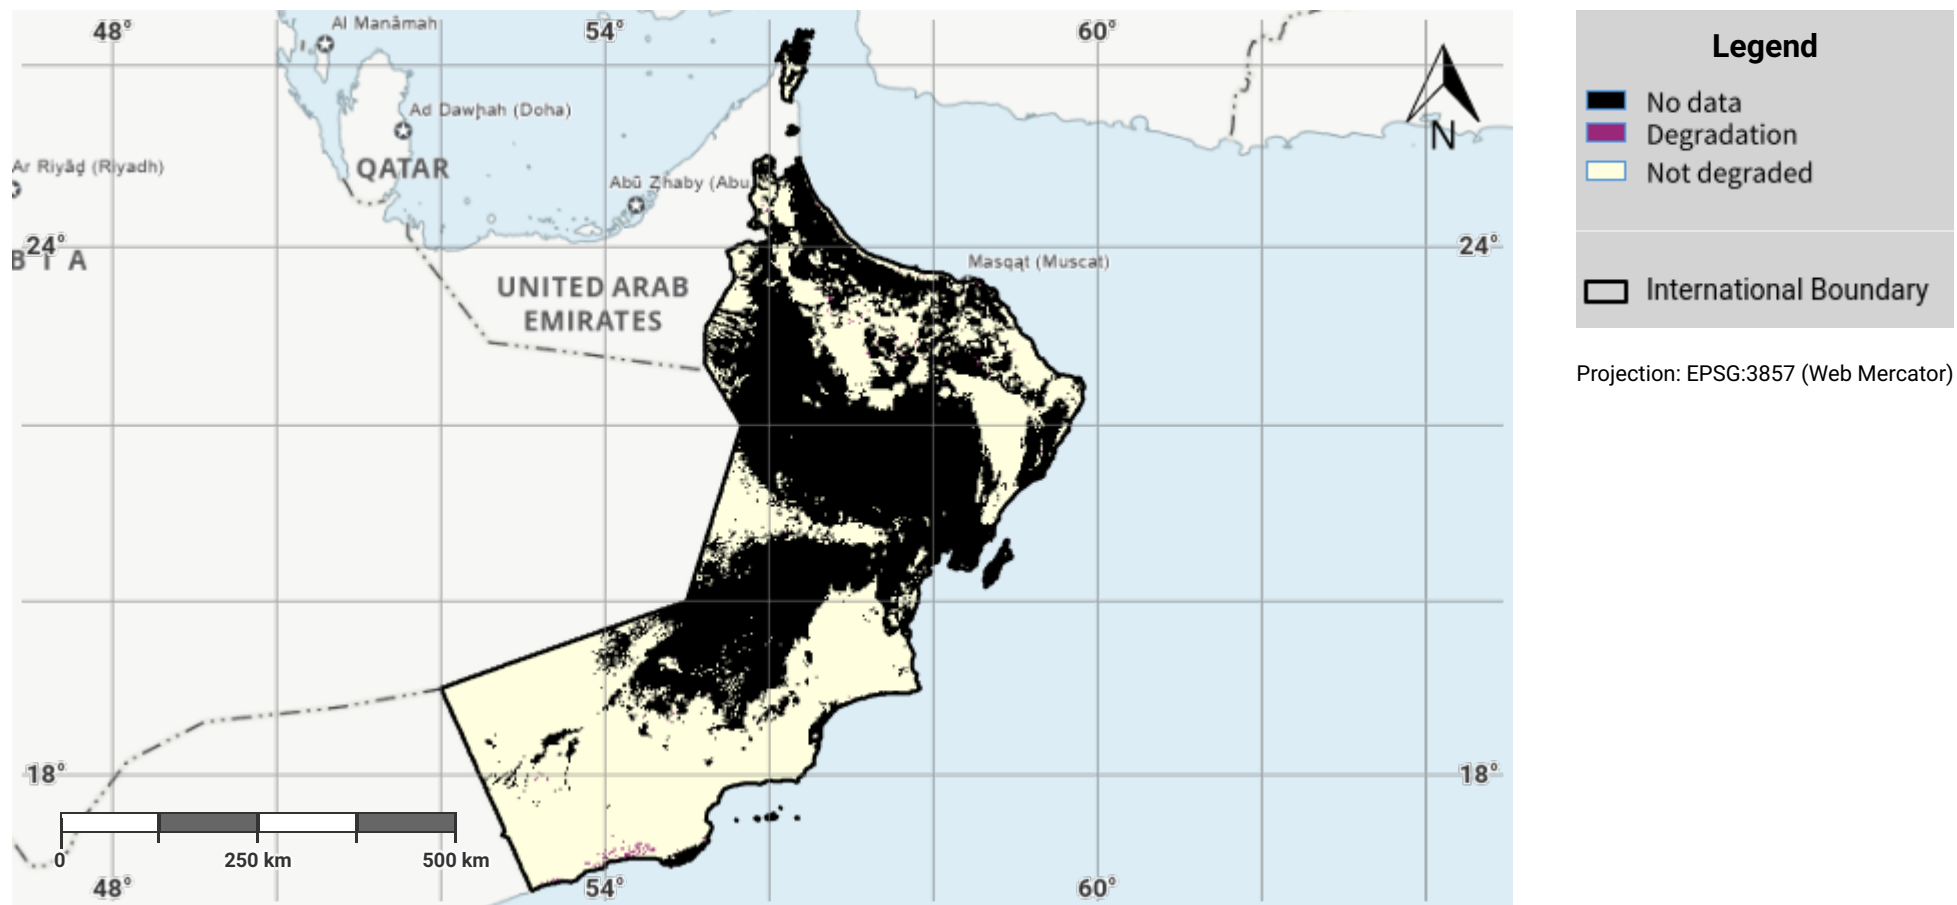 48°
54°
60°
Al Manāmah
Ad Dawḩah (Doha)
Ar Riyāḑ (Riyadh)
QATAR
Abū Z̧haby (Abu
24°
24°
B I A
Masqaţ (Muscat)
UNITED ARAB
EMIRATES
N
18°
18°
0
250 km
500 km
48°
54°
60°
Legend
No data
Degradation
Not degraded
International Boundary
Projection: EPSG:3857 (Web Mercator)